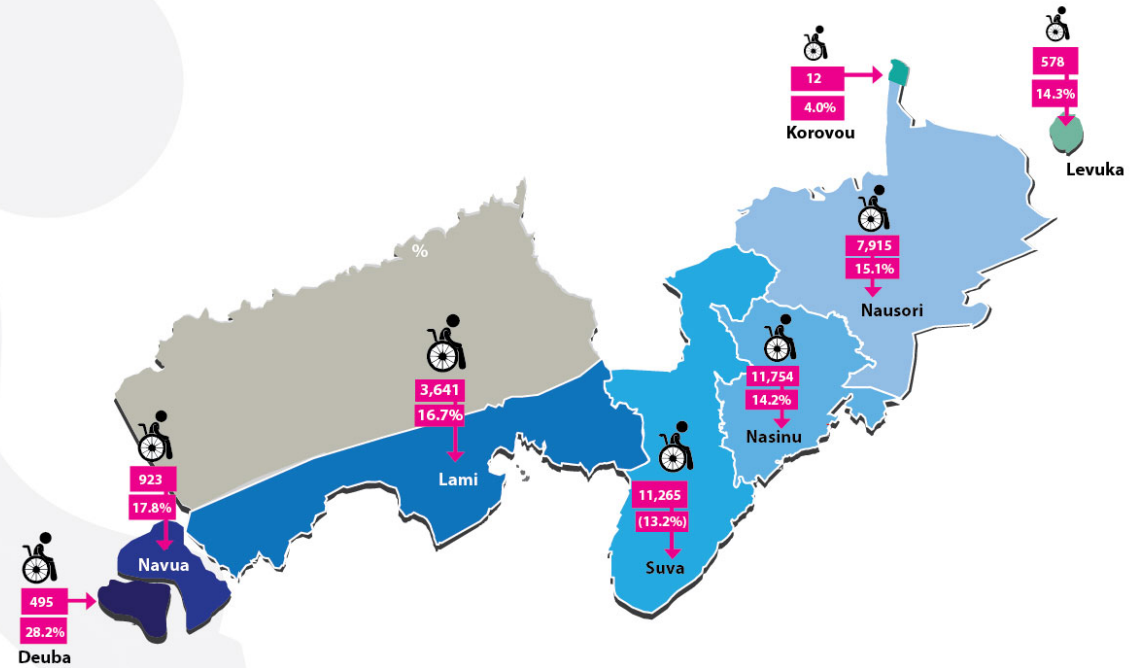 12
4.0%
Korovou
578
14.3%
Levuka
7,915
15.1%
Nausori
%
3,641
16.7%
Lami
11,754
14.2%
Nasinu
923
17.8%
Navua
11,265
(13.2%)
Suva
495
28.2%
Deuba